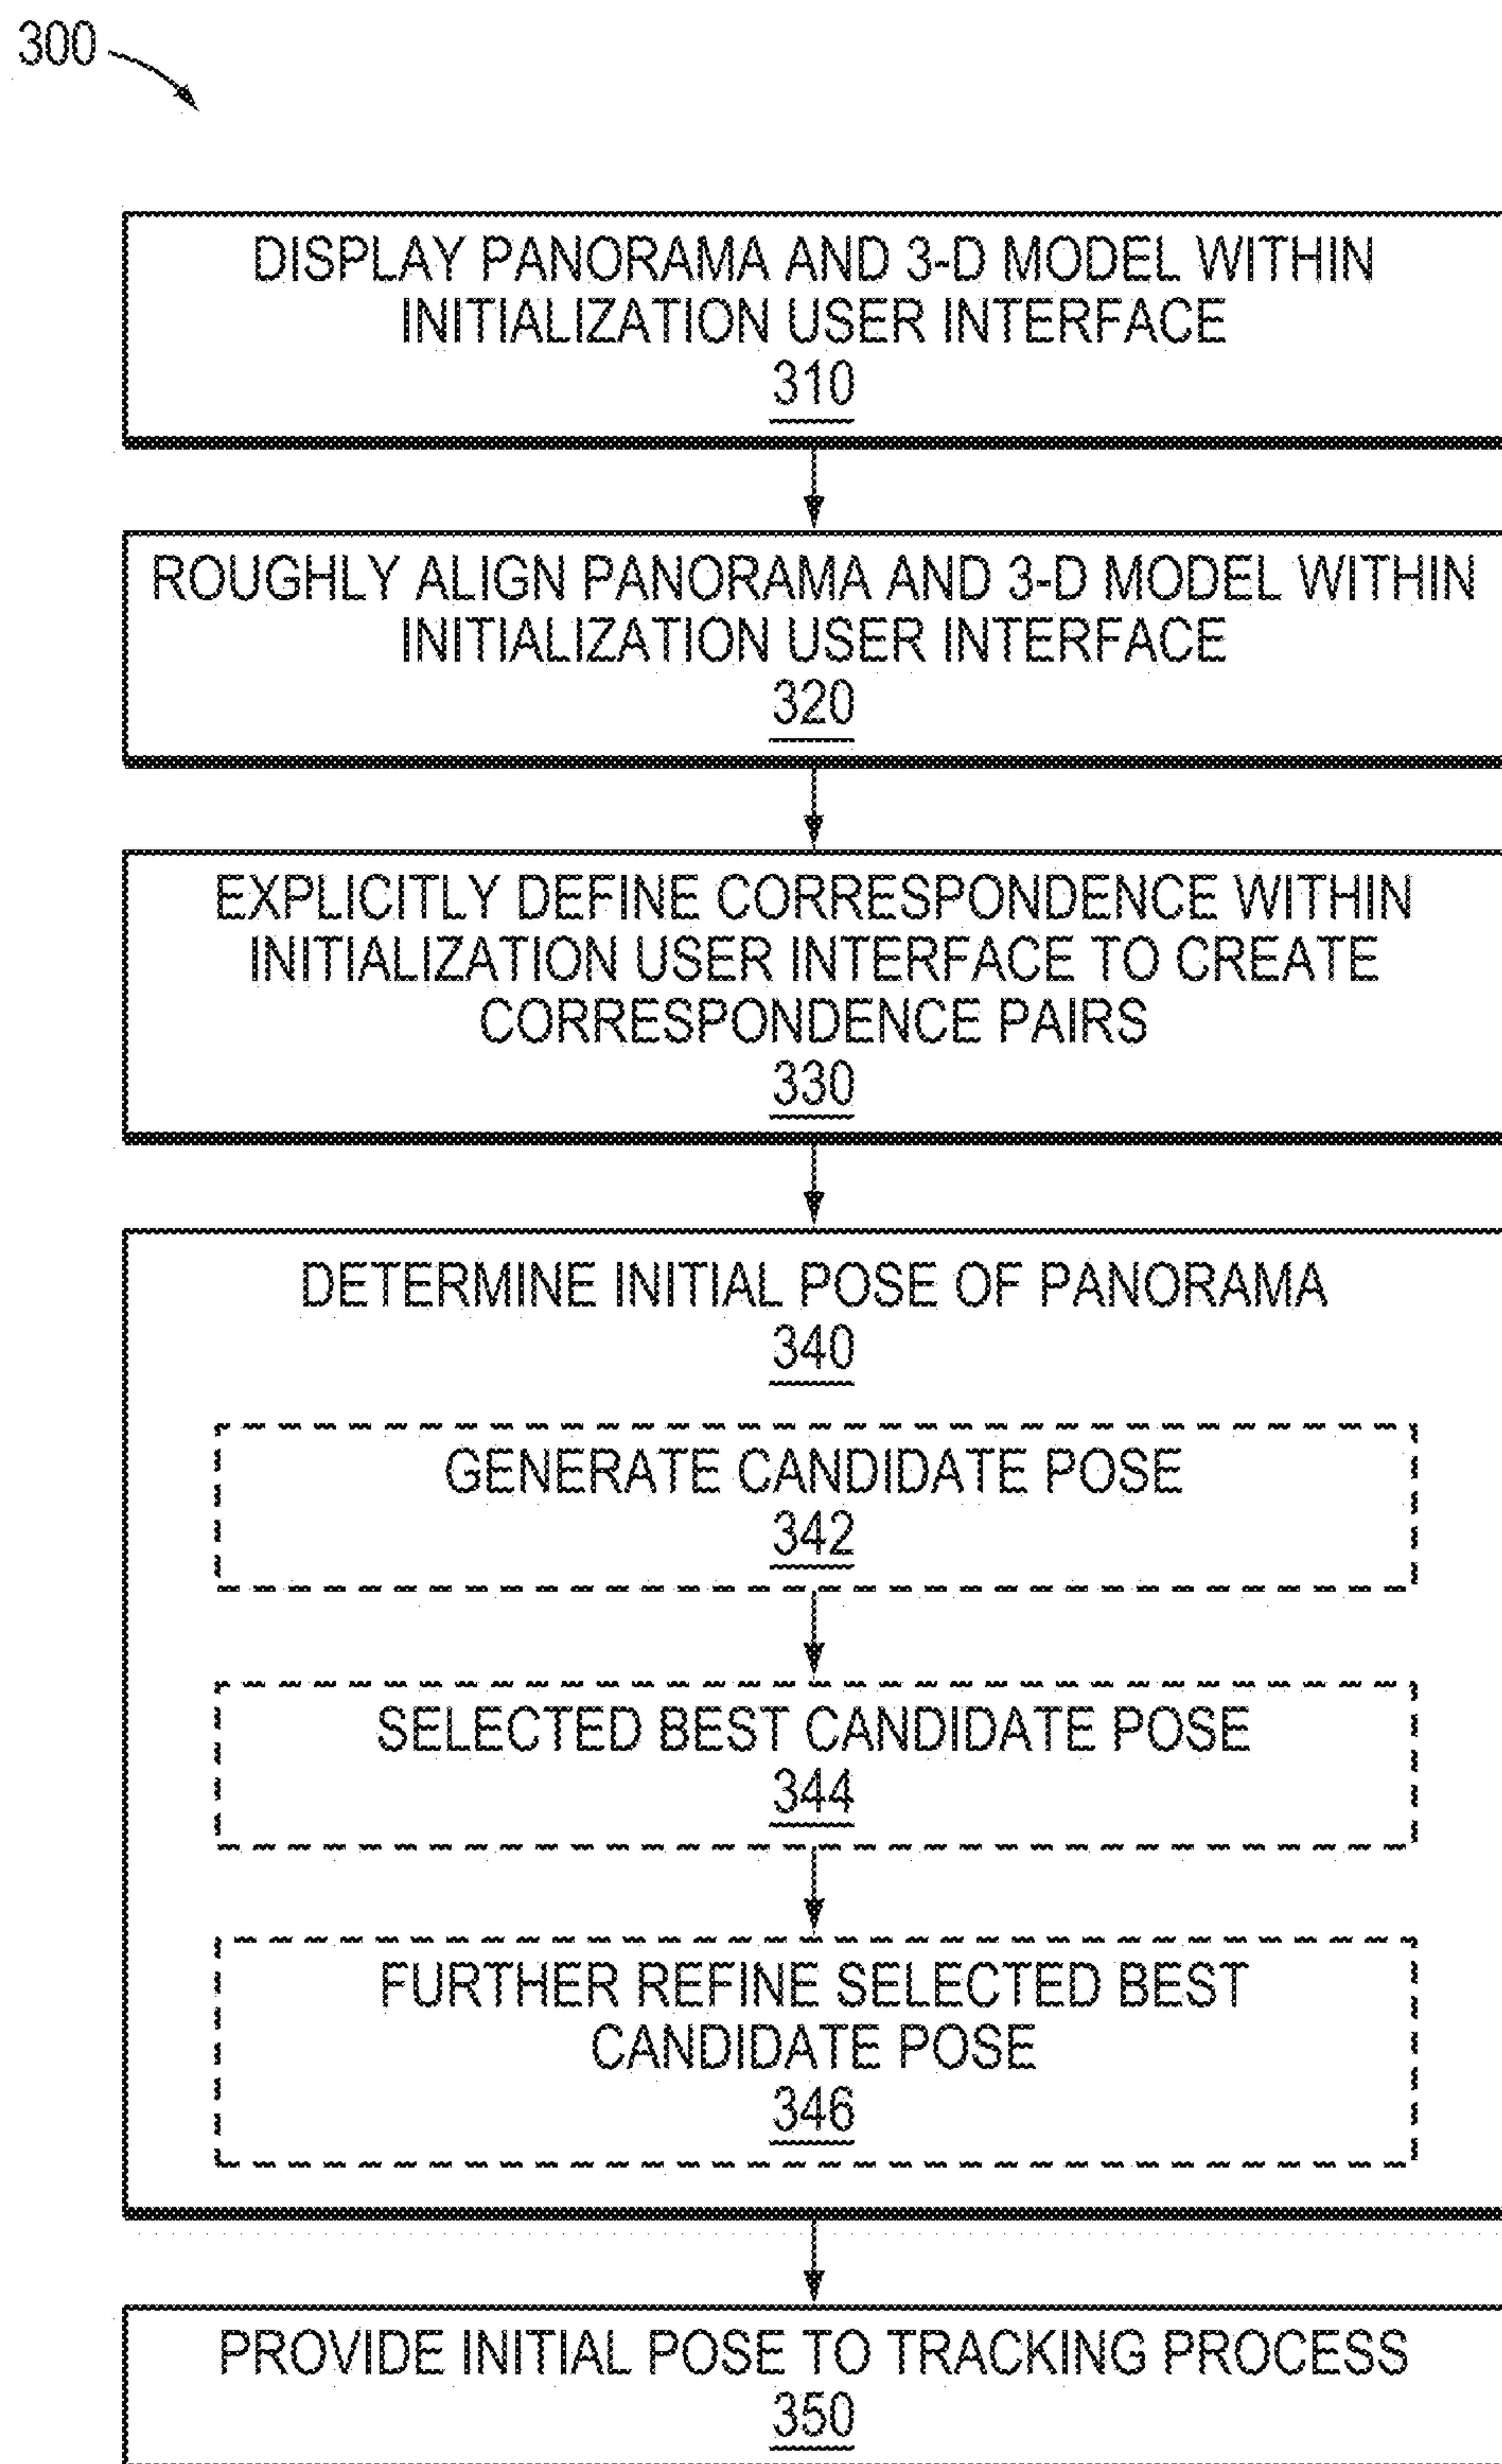 300
DISPLAY PANORAMA AND 3-D MODEL WITHIN
INITIALIZATION USER INTERFACE
310
ROUGHLY ALIGN PANORAMA AND 3-D MODEL WITHIN
INITIALIZATION USER INTERFACE
320
EXPLICITLY DEFINE CORRESPONDENCE WITHIN
INITIALIZATION USER INTERFACE TO CREATE
CORRESPONDENCE PAIRS
330
DETERMINE INITIAL POSE OF PANORAMA
340
GENERATE CANDIDATE POSE
342
SELECTED BEST CANDIDATE POSE
344
FURTHER REFINE SELECTED BEST
CANDIDATE POSE
346
PROVIDE INITIAL POSE TO TRACKING PROCESS
350